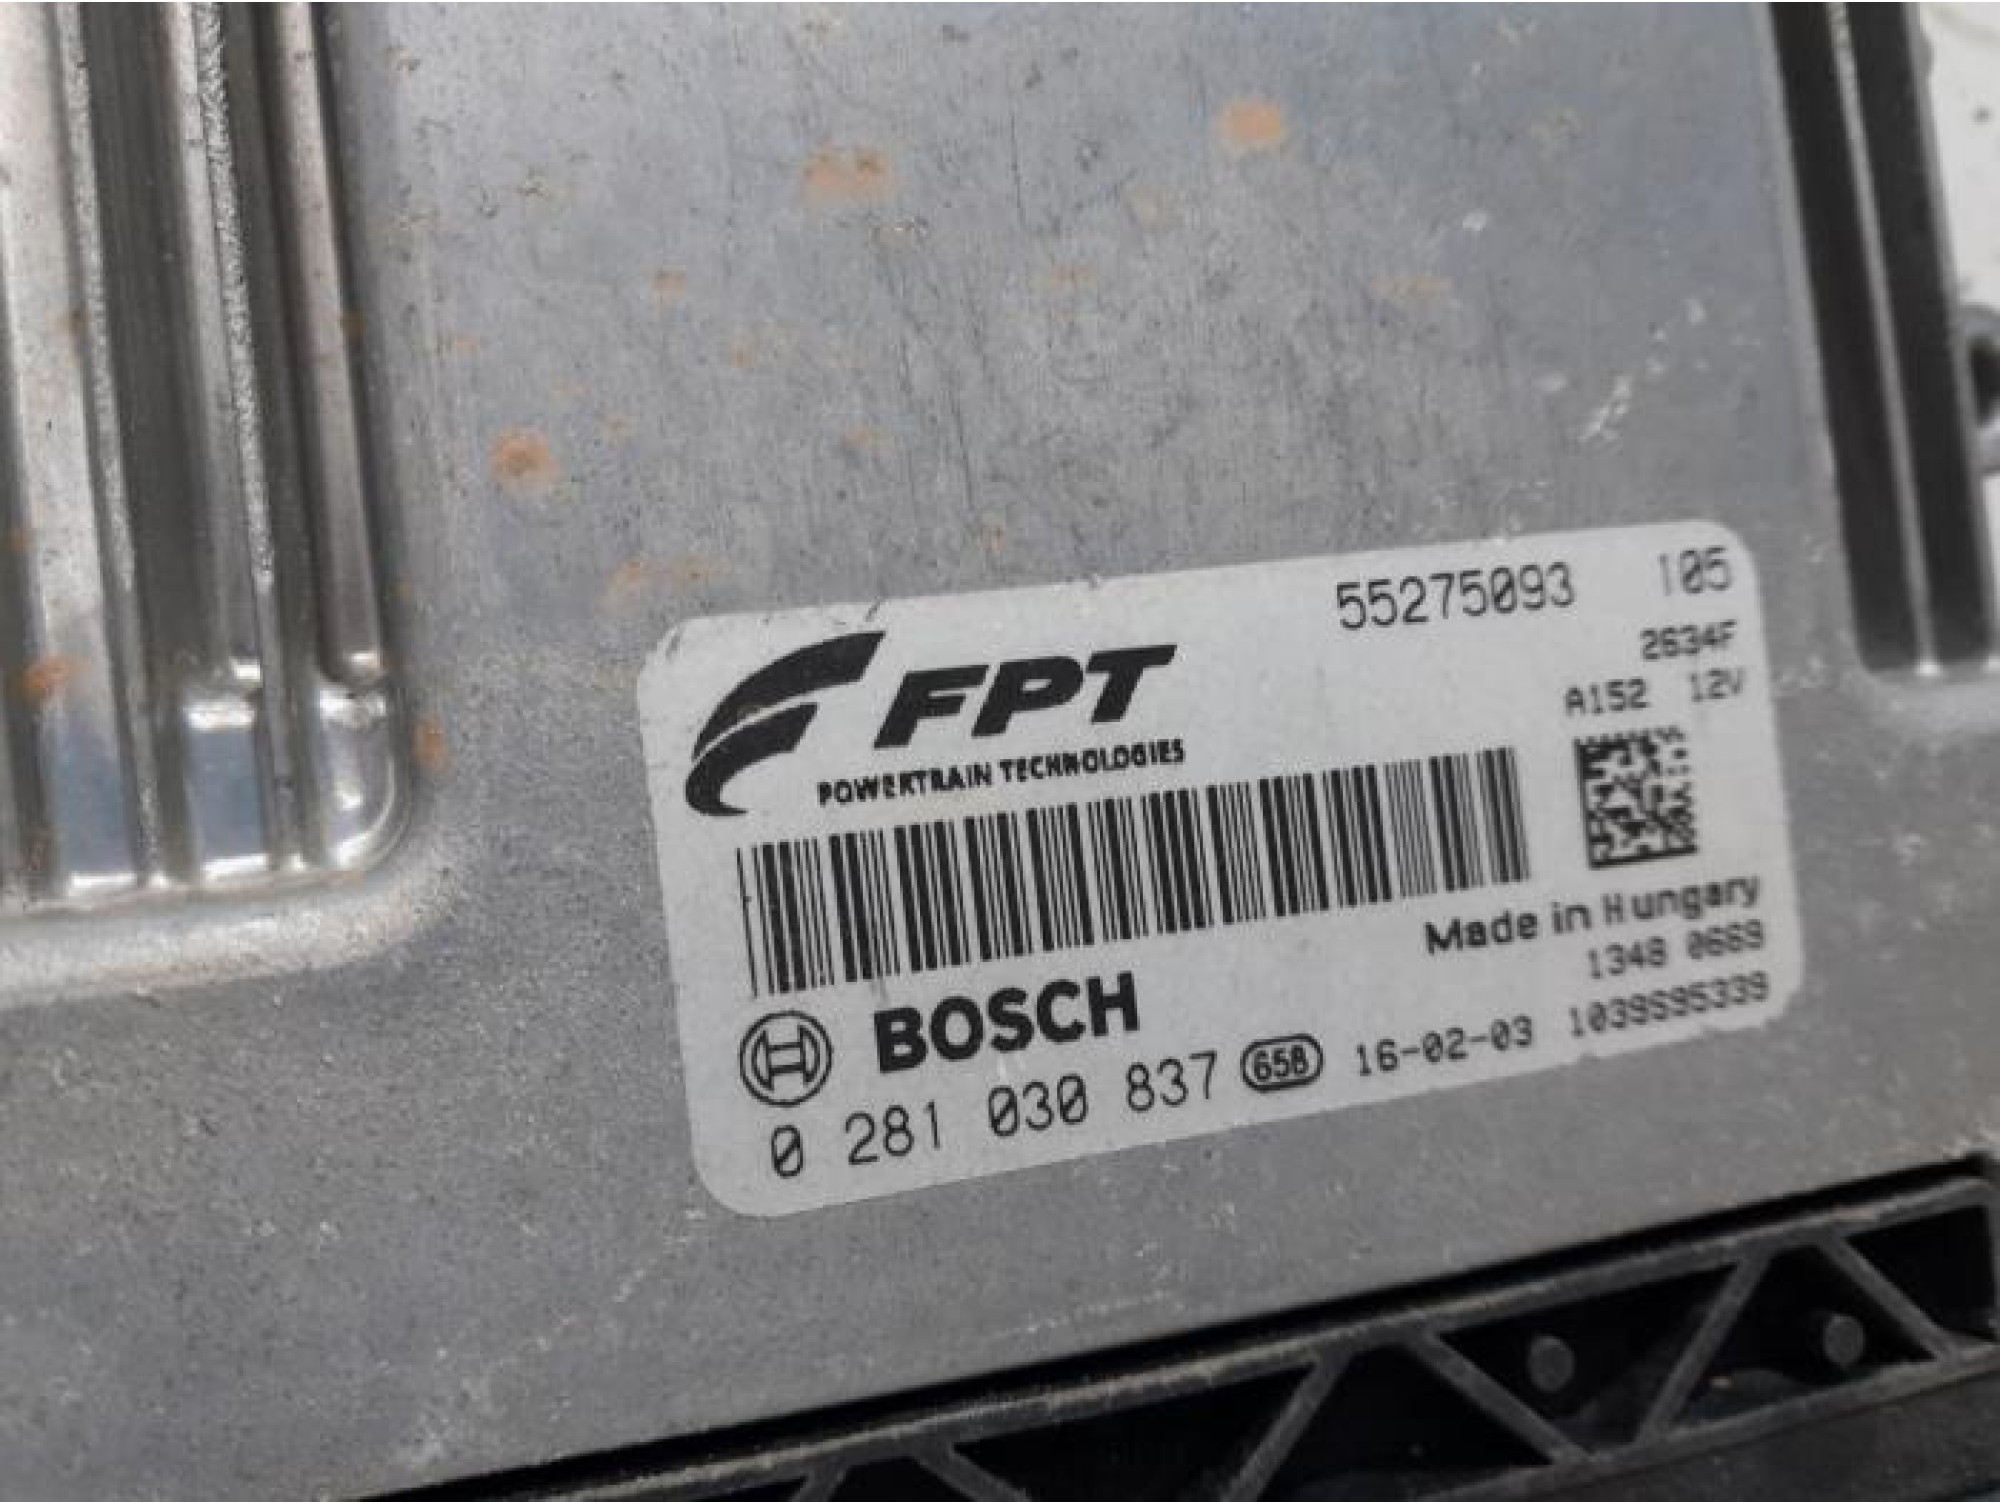 55275093 105
2634F
A152 12V
FPT
POWERTRAIN TECHNOLOGIES
Made in Hungary
1348 0669
BOSCH
0 281 030 837 658 16-02-03 1039S95339